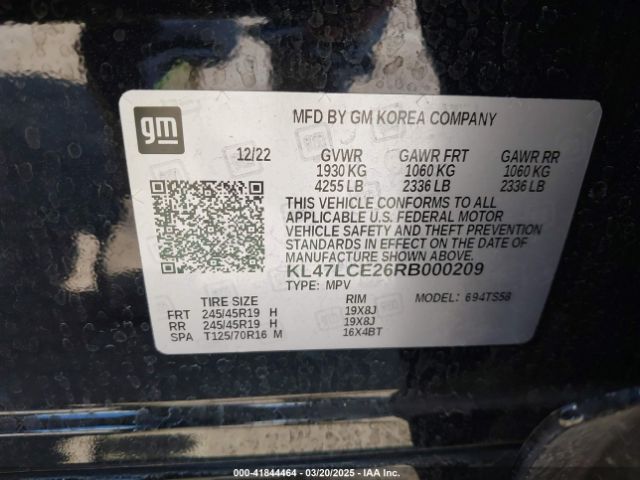 gm
MFD BY GM KOREA COMPANY
12/22 GVWR GAWR FRT GAWR RR
1930 KG 1060 KG 1060 KG
4255 LB 2336 LB 2336 LB
THIS VEHICLE CONFORMS TO ALL
APPLICABLE U.S. FEDERAL MOTOR
VEHICLE SAFETY AND THEFT PREVENTION
STANDARDS IN EFFECT ON THE DATE OF
MANUFACTURE SHOWN ABOVE.
KL47LCE26RB000209
TYPE: MPV
TIRE SIZE RIM MODEL: 694TS58
FRT 245/45R19 H 19X8J
RR 245/45R19 H 19X8J
SPA T125/70R16 M 16X4BT
000-41844464 - 03/20/2025 - IAA Inc.